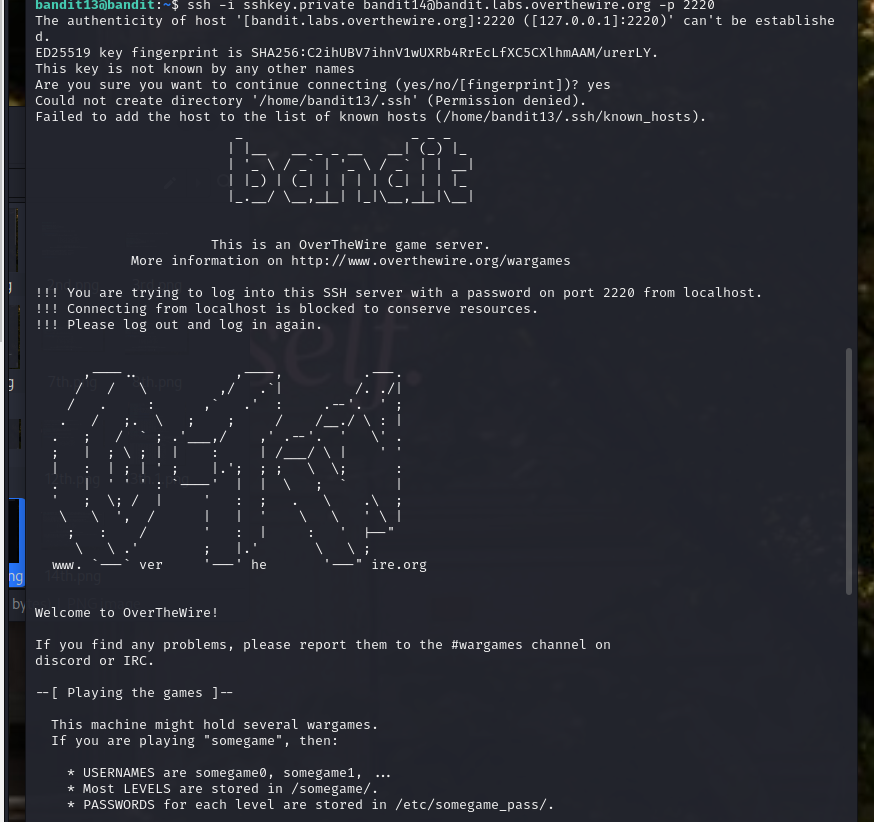 bandit13@bandit:~$ ssh -i sshkey.private bandit14@bandit.labs.overthewire.org -p 2220
The authenticity of host '[bandit.labs.overthewire.org]:2220 ([127.0.0.1]:2220)' can't be establishe
d.
ED25519 key fingerprint is SHA256:C2ihUBV7ihnV1wUXRb4RrEcLfXC5CXlhmAAM/urerLY.
This key is not known by any other names
Are you sure you want to continue connecting (yes/no/[fingerprint])? yes
Could not create directory '/home/bandit13/.ssh' (Permission denied).
Failed to add the host to the list of known hosts (/home/bandit13/.ssh/known_hosts).
bandit
This is an OverTheWire game server.
More information on http://www.overthewire.org/wargames
!!! You are trying to log into this SSH server with a password on port 2220 from localhost.
!!! Connecting from localhost is blocked to conserve resources.
!!! Please log out and log in again.
www. ver he ire.org
Welcome to OverTheWire!
If you find any problems, please report them to the #wargames channel on
discord or IRC.
--[ Playing the games ]--
This machine might hold several wargames.
If you are playing "somegame", then:
* USERNAMES are somegame0, somegame1, ...
* Most LEVELS are stored in /somegame/.
* PASSWORDS for each level are stored in /etc/somegame_pass/.
self.
14th.png